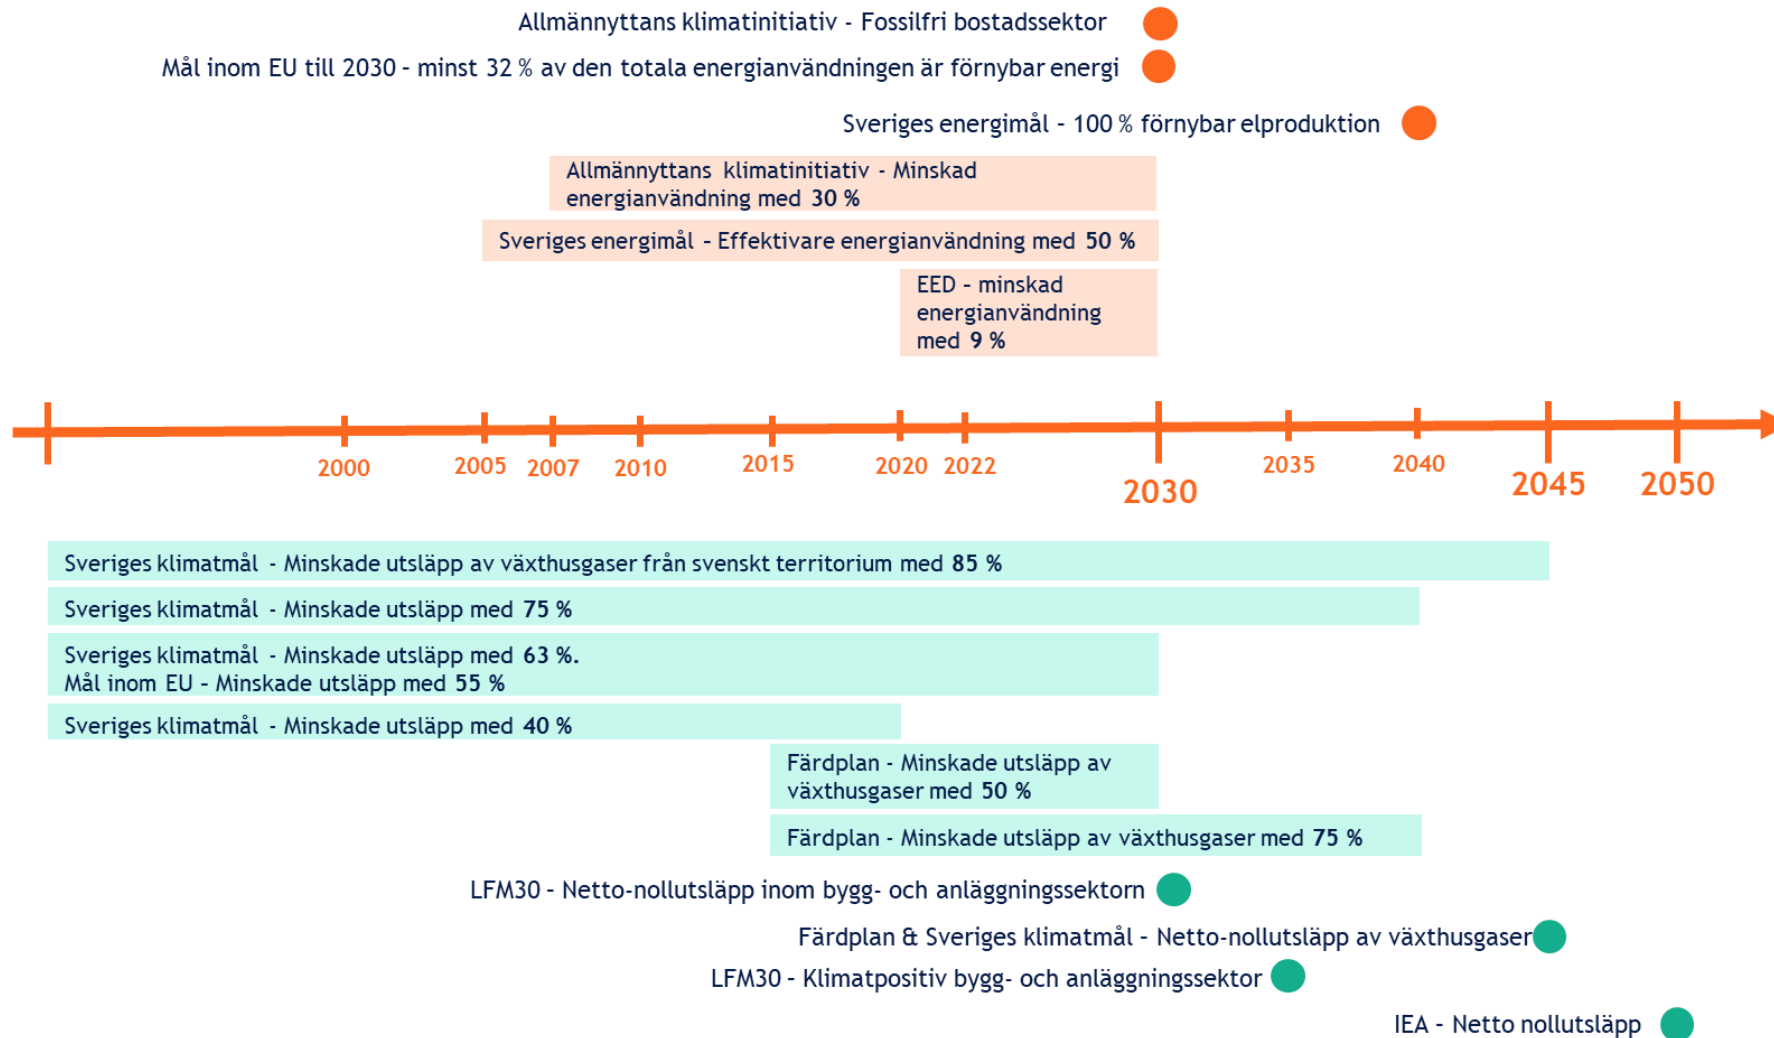 Allmännyttans klimatinitiativ - Fossilfri bostadssektor
Mål inom EU till 2030 – minst 32 % av den totala energianvändningen är förnybar energi
Sveriges energimål – 100 % förnybar elproduktion
Allmännyttans klimatinitiativ - Minskad
energianvändning med 30 %
Sveriges energimål – Effektivare energianvändning med 50 %
EED – minskad
energianvändning
med 9 %
2000 2005 2007 2010 2015 2020 2022 2030 2035 2040 2045 2050
Sveriges klimatmål - Minskade utsläpp av växthusgaser från svenskt territorium med 85 %
Sveriges klimatmål - Minskade utsläpp med 75 %
Sveriges klimatmål - Minskade utsläpp med 63 %.
Mål inom EU – Minskade utsläpp med 55 %
Sveriges klimatmål - Minskade utsläpp med 40 %
Färdplan - Minskade utsläpp av
växthusgaser med 50 %
Färdplan - Minskade utsläpp av växthusgaser med 75 %
LFM30 – Netto-nollutsläpp inom bygg- och anläggningssektorn
Färdplan & Sveriges klimatmål – Netto-nollutsläpp av växthusgaser
LFM30 – Klimatpositiv bygg- och anläggningssektor
IEA – Netto nollutsläpp